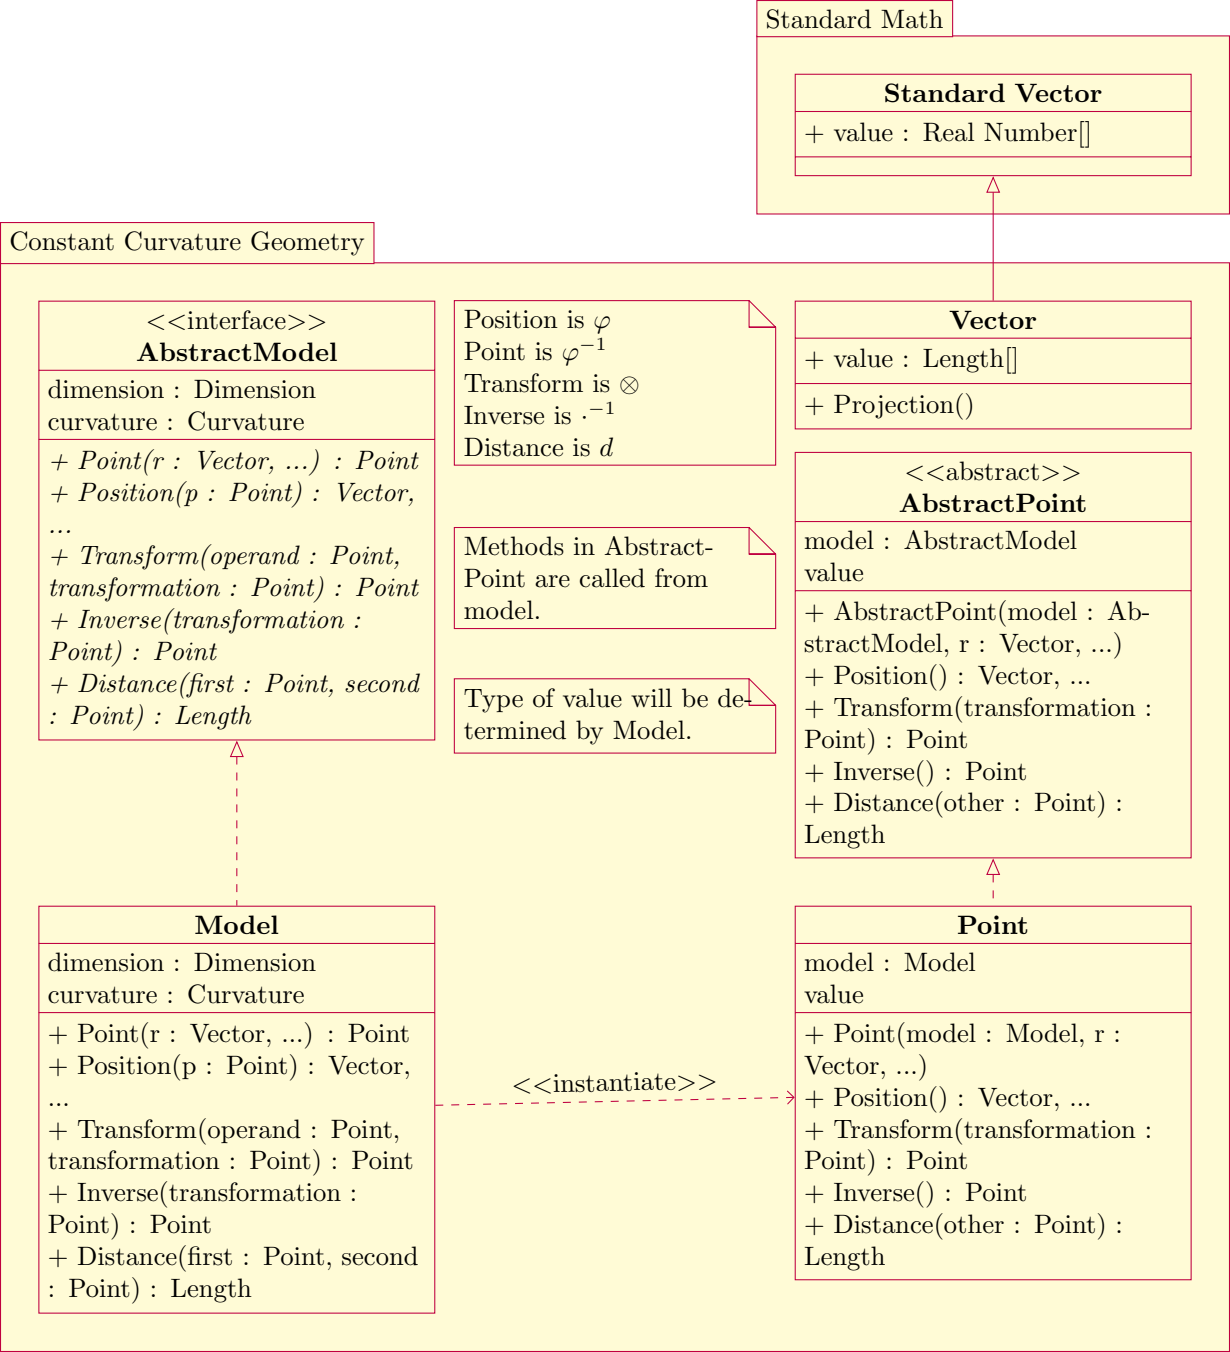 Standard Math
Standard Vector
+ value : Real Number[]
Constant Curvature Geometry
<<interface>>
AbstractModel
dimension : Dimension
curvature : Curvature
+ Point(r : Vector, ...) : Point
+ Position(p : Point) : Vector,
...
+ Transform(operand : Point,
transformation : Point) : Point
+ Inverse(transformation :
Point) : Point
+ Distance(first : Point, second
: Point) : Length
Position is φ
Point is φ⁻¹
Transform is ⊗
Inverse is ·⁻¹
Distance is d
Methods in Abstract-
Point are called from
model.
Type of value will be de-
termined by Model.
Vector
+ value : Length[]
+ Projection()
<<abstract>>
AbstractPoint
model : AbstractModel
value
+ AbstractPoint(model : Ab-
stractModel, r : Vector, ...)
+ Position() : Vector, ...
+ Transform(transformation :
Point) : Point
+ Inverse() : Point
+ Distance(other : Point) :
Length
Model
dimension : Dimension
curvature : Curvature
+ Point(r : Vector, ...) : Point
+ Position(p : Point) : Vector,
...
+ Transform(operand : Point,
transformation : Point) : Point
+ Inverse(transformation :
Point) : Point
+ Distance(first : Point, second
: Point) : Length
<<instantiate>>
Point
model : Model
value
+ Point(model : Model, r :
Vector, ...)
+ Position() : Vector, ...
+ Transform(transformation :
Point) : Point
+ Inverse() : Point
+ Distance(other : Point) :
Length